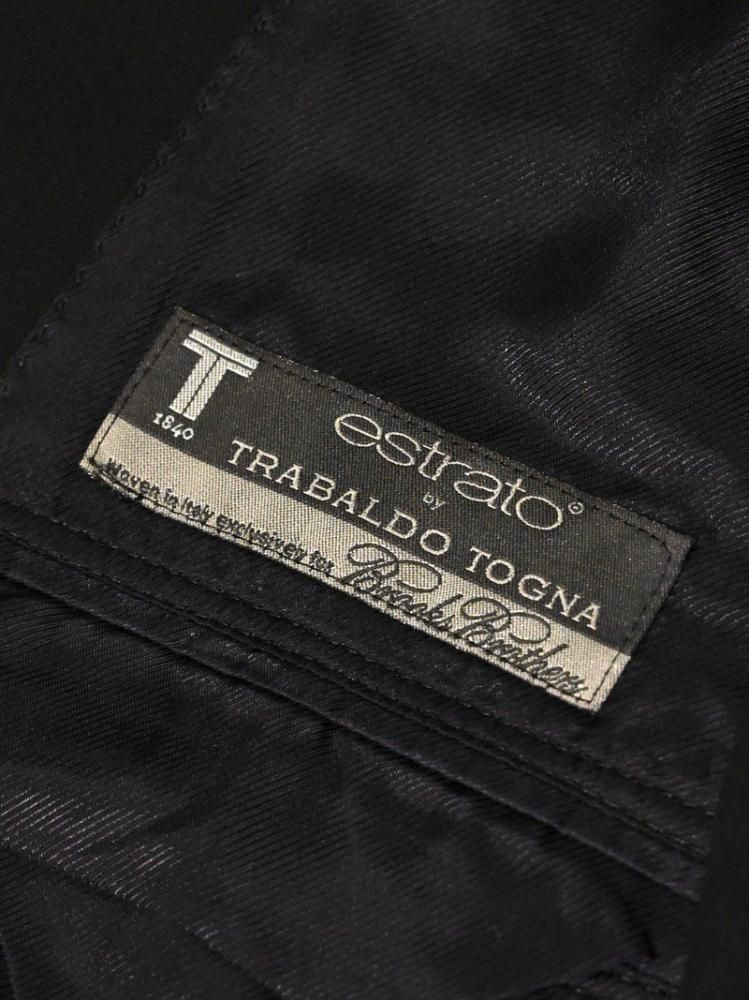 T
1840
estrato®
by
TRABALDO TOGNA
Woven in Italy exclusively for Brooks Brothers